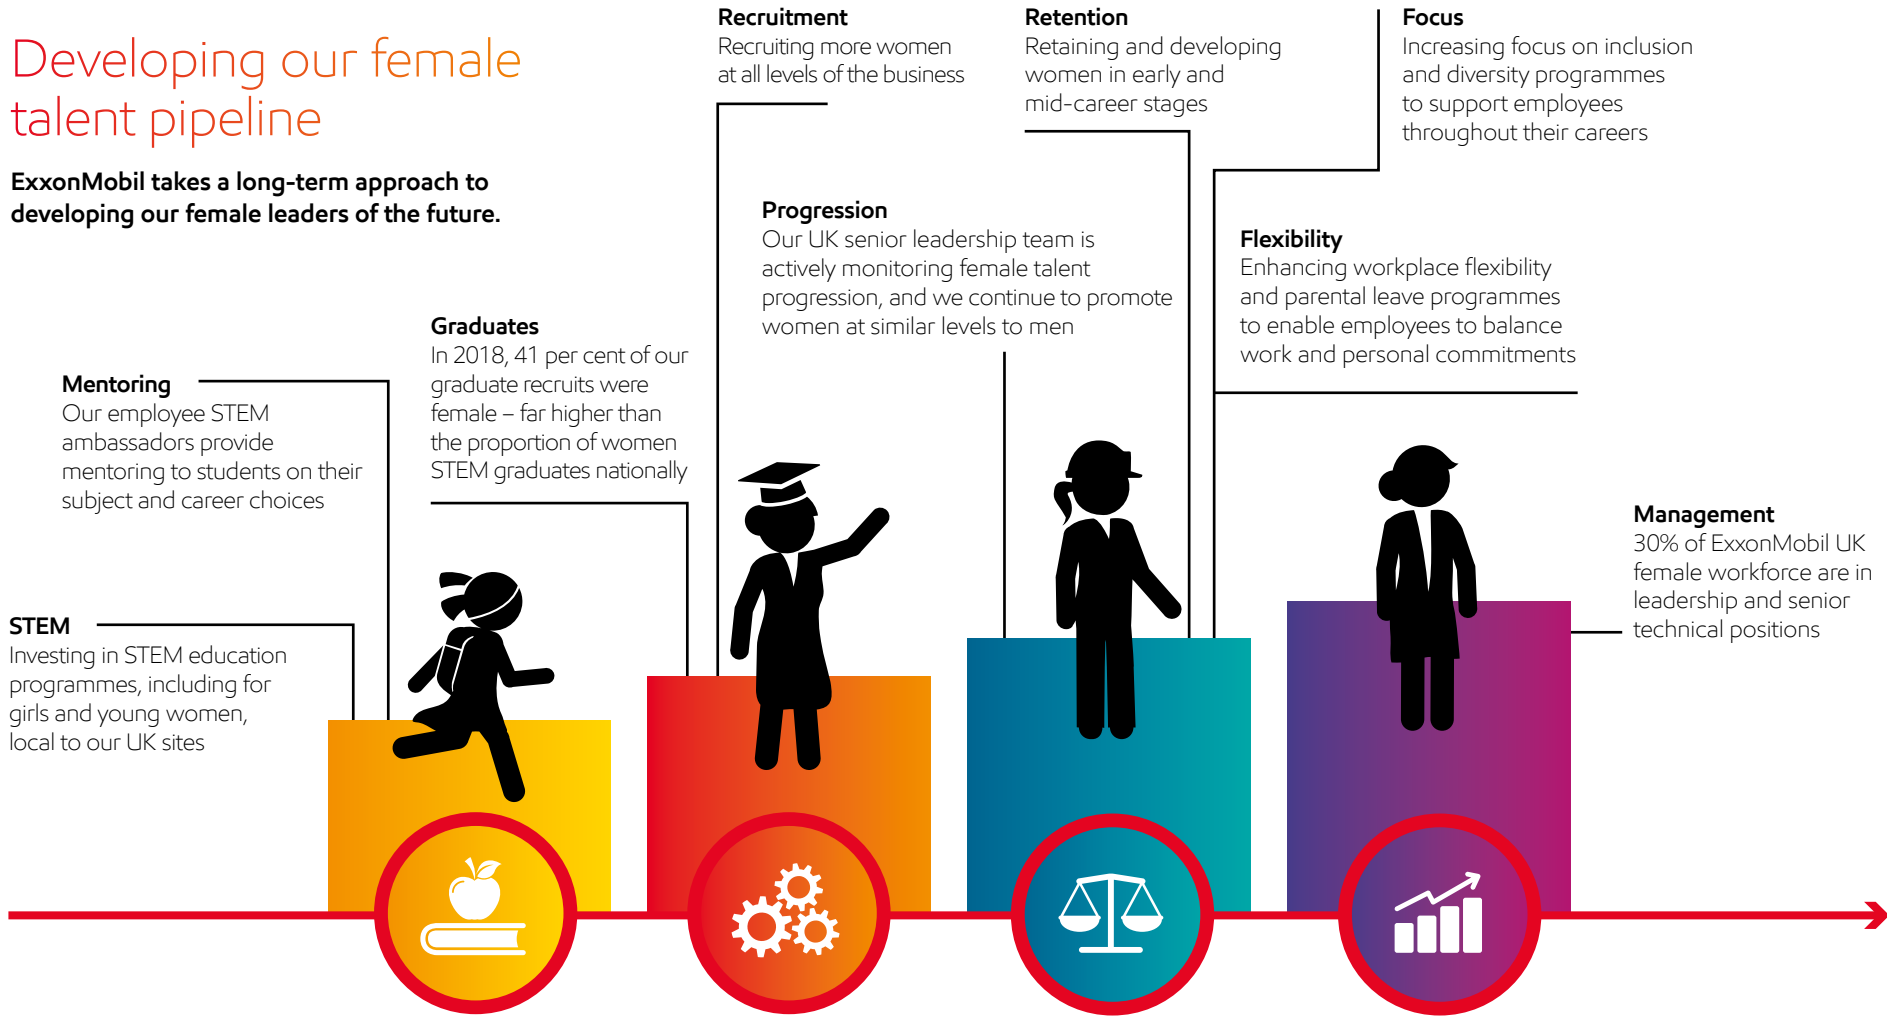 Developing our female
talent pipeline
ExxonMobil takes a long-term approach to
developing our female leaders of the future.
STEM
Investing in STEM education
programmes, including for
girls and young women,
local to our UK sites
Mentoring
Our employee STEM
ambassadors provide
mentoring to students on their
subject and career choices
Graduates
In 2018, 41 per cent of our
graduate recruits were
female – far higher than
the proportion of women
STEM graduates nationally
Recruitment
Recruiting more women
at all levels of the business
Progression
Our UK senior leadership team is
actively monitoring female talent
progression, and we continue to promote
women at similar levels to men
Retention
Retaining and developing
women in early and
mid-career stages
Focus
Increasing focus on inclusion
and diversity programmes
to support employees
throughout their careers
Flexibility
Enhancing workplace flexibility
and parental leave programmes
to enable employees to balance
work and personal commitments
Management
30% of ExxonMobil UK
female workforce are in
leadership and senior
technical positions